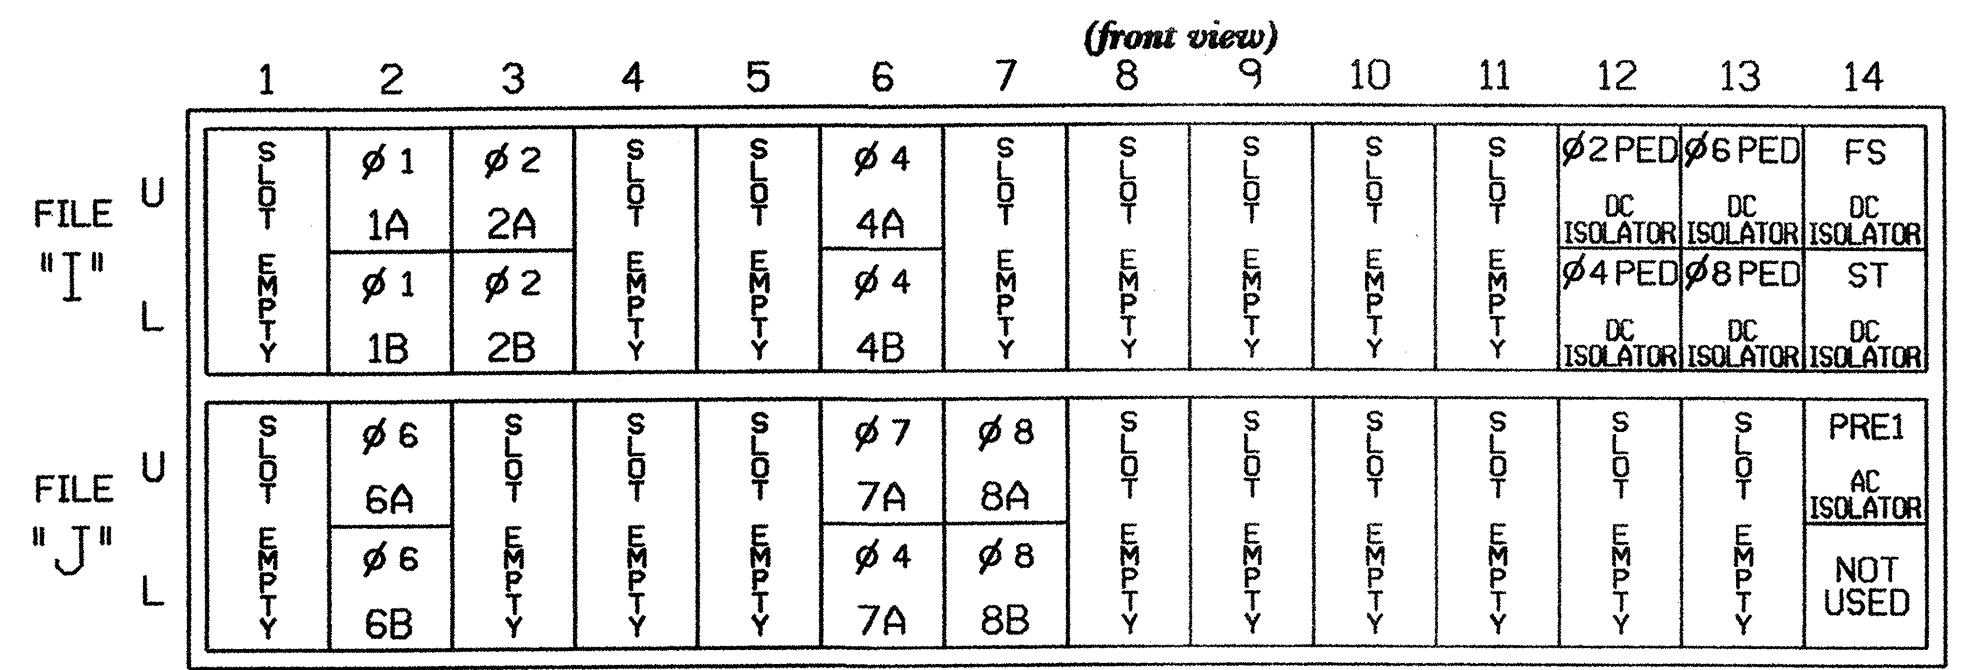 (front view)
1 2 3 4 5 6 7 8 9 10 11 12 13 14
FILE "I"
U
SLOT EMPTY
Ø 1 1A
Ø 2 2A
SLOT EMPTY
SLOT EMPTY
Ø 4 4A
SLOT EMPTY
SLOT EMPTY
SLOT EMPTY
SLOT EMPTY
SLOT EMPTY
Ø2 PED DC ISOLATOR
Ø6 PED DC ISOLATOR
FS DC ISOLATOR
L
Ø 1 1B
Ø 2 2B
Ø 4 4B
Ø4 PED DC ISOLATOR
Ø8 PED DC ISOLATOR
ST DC ISOLATOR
FILE "J"
U
SLOT EMPTY
Ø 6 6A
SLOT EMPTY
SLOT EMPTY
SLOT EMPTY
Ø 7 7A
Ø 8 8A
SLOT EMPTY
SLOT EMPTY
SLOT EMPTY
SLOT EMPTY
SLOT EMPTY
SLOT EMPTY
PRE1 AC ISOLATOR
L
Ø 6 6B
Ø 4 7A
Ø 8 8B
NOT USED